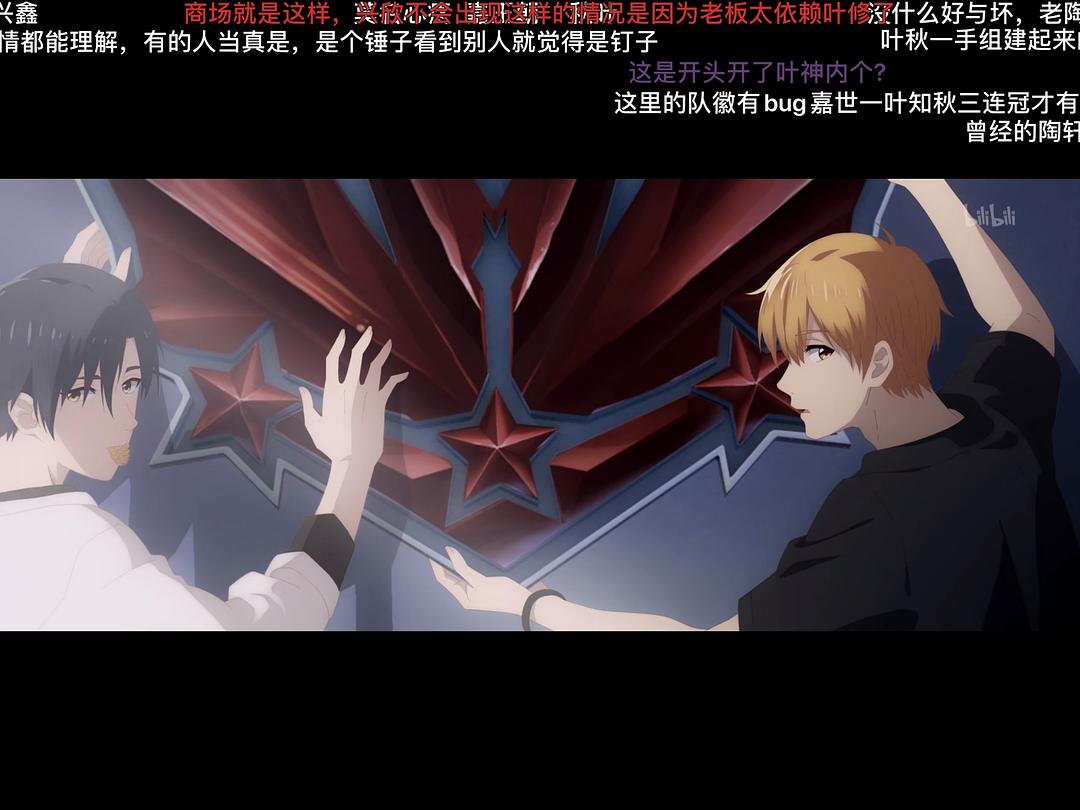 兴鑫
商场就是这样，兴欣不会出现这样的情况是因为老板太依赖叶修了
没什么好与坏，老陶
情都能理解，有的人当真是，是个锤子看到别人就觉得是钉子
叶秋一手组建起来的
这是开头开了叶神内个？
这里的队徽有bug嘉世一叶知秋三连冠才有
曾经的陶轩
bilibili